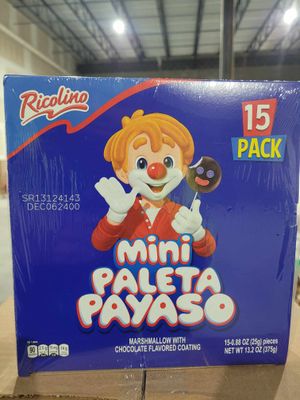 Ricolino
15
PACK
SR13124143
DEC062400
mini
PALETA
PAYASO
MARSHMALLOW WITH
CHOCOLATE FLAVORED COATING
15-0.88 OZ (25g) pieces
NET WT 13.2 OZ (375g)